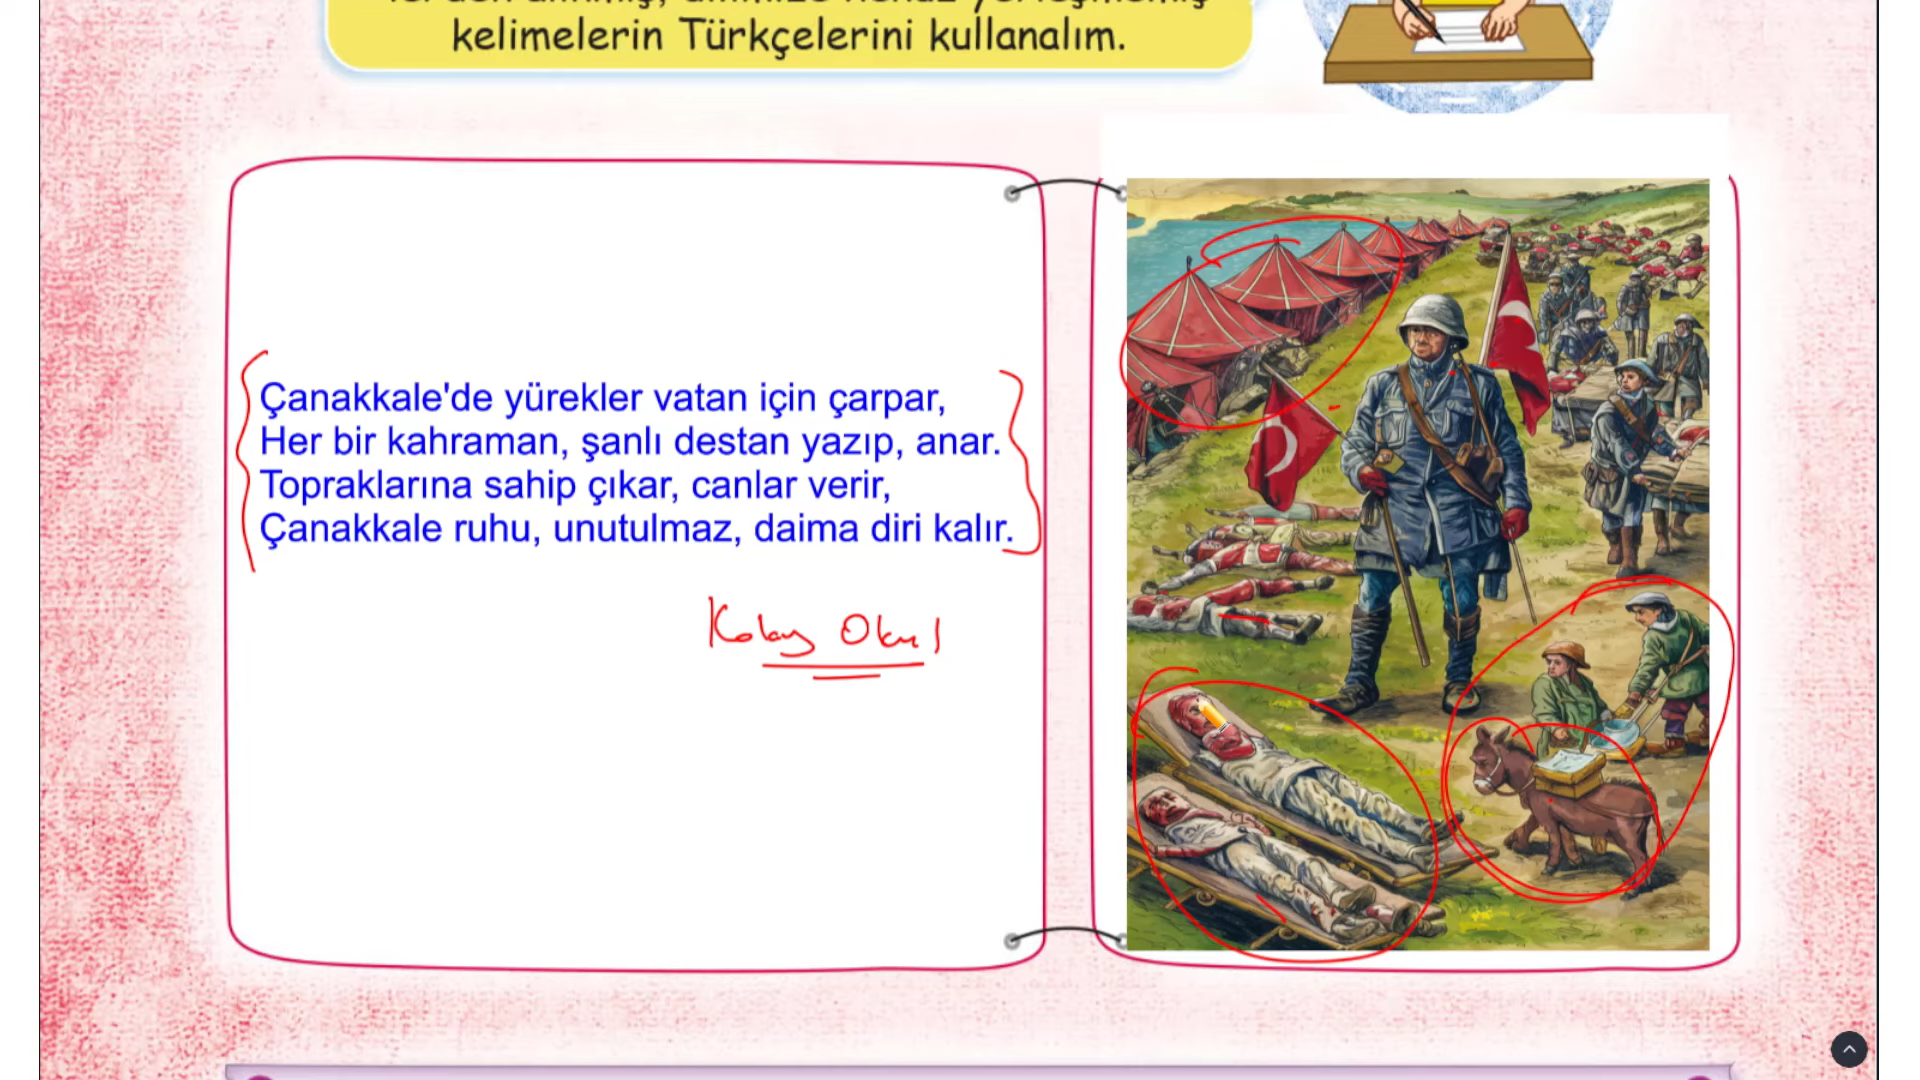 kelimelerin Türkçelerini kullanalım.
Çanakkale'de yürekler vatan için çarpar,
Her bir kahraman, şanlı destan yazıp, anar.
Topraklarına sahip çıkar, canlar verir,
Çanakkale ruhu, unutulmaz, daima diri kalır.
Kolay Okul